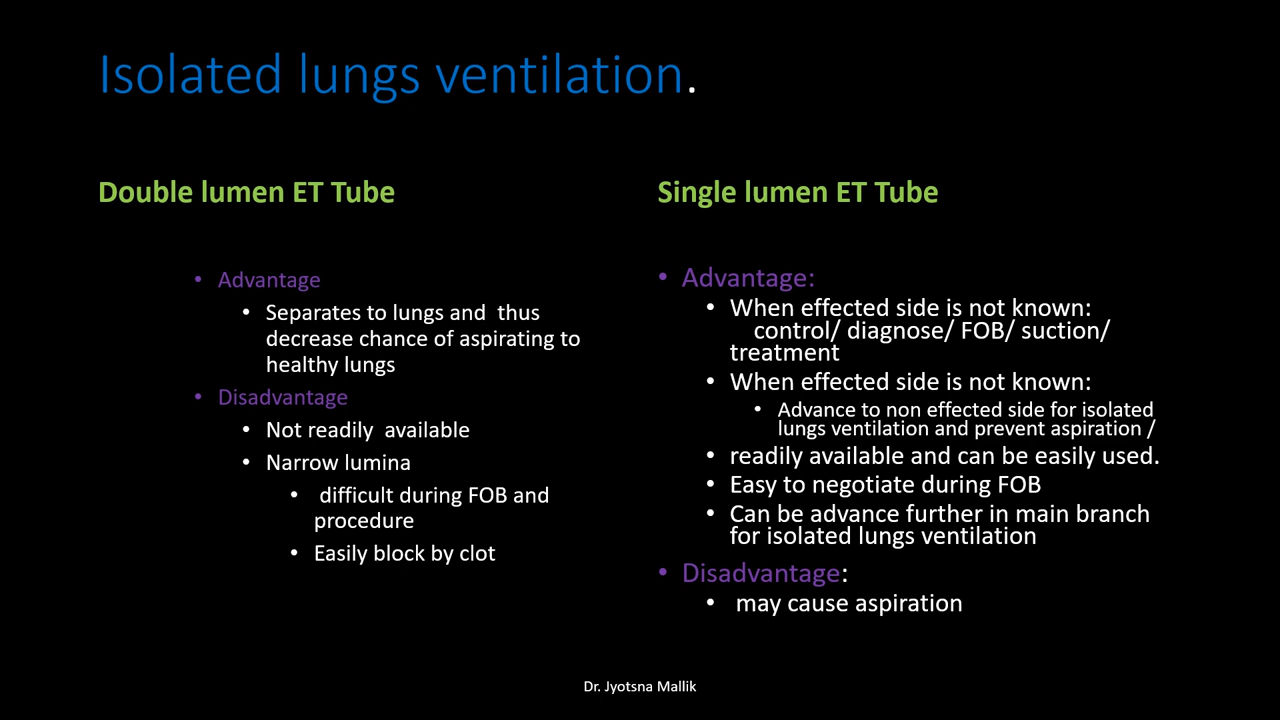 Isolated lungs ventilation.
Double lumen ET Tube
• Advantage
• Separates to lungs and thus
decrease chance of aspirating to
healthy lungs
• Disadvantage
• Not readily available
• Narrow lumina
• difficult during FOB and
procedure
• Easily block by clot
Single lumen ET Tube
• Advantage:
• When effected side is not known:
control/ diagnose/ FOB/ suction/
treatment
• When effected side is not known:
• Advance to non effected side for isolated
lungs ventilation and prevent aspiration /
• readily available and can be easily used.
• Easy to negotiate during FOB
• Can be advance further in main branch
for isolated lungs ventilation
• Disadvantage:
• may cause aspiration
Dr. Jyotsna Mallik